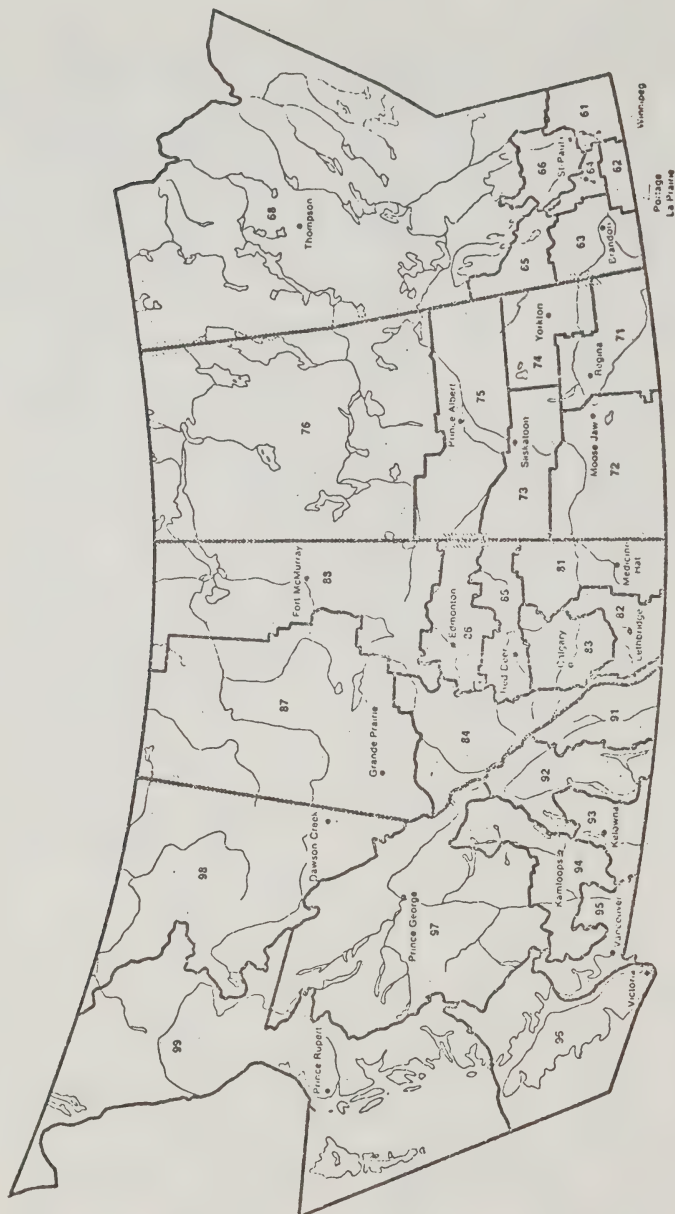 99
98
Prince Rupert
Dawson Creek
Prince George
97
96
Kamloops
94
95
Vancouver
Victoria
93
Kelowna
92
91
87
Grande Prairie
84
Fort McMurray
88
Edmonton
86
Red Deer
85
Calgary
83
81
82
Lethbridge
Medicine
Hat
76
Prince Albert
75
Saskatoon
73
74
Yorkton
Regina
71
Moose Jaw
72
68
Thompson
65
66
63
Brandon
St-Paul
64
61
62
Winnipeg
Portage
La Prairie